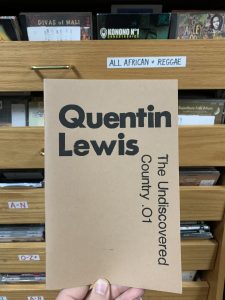 DIVAS of MALI
KONONO Nº1
ALL AFRICAN + REGGAE
Quentin
Lewis
The Undiscovered
Country .01
A-N
O-Z+